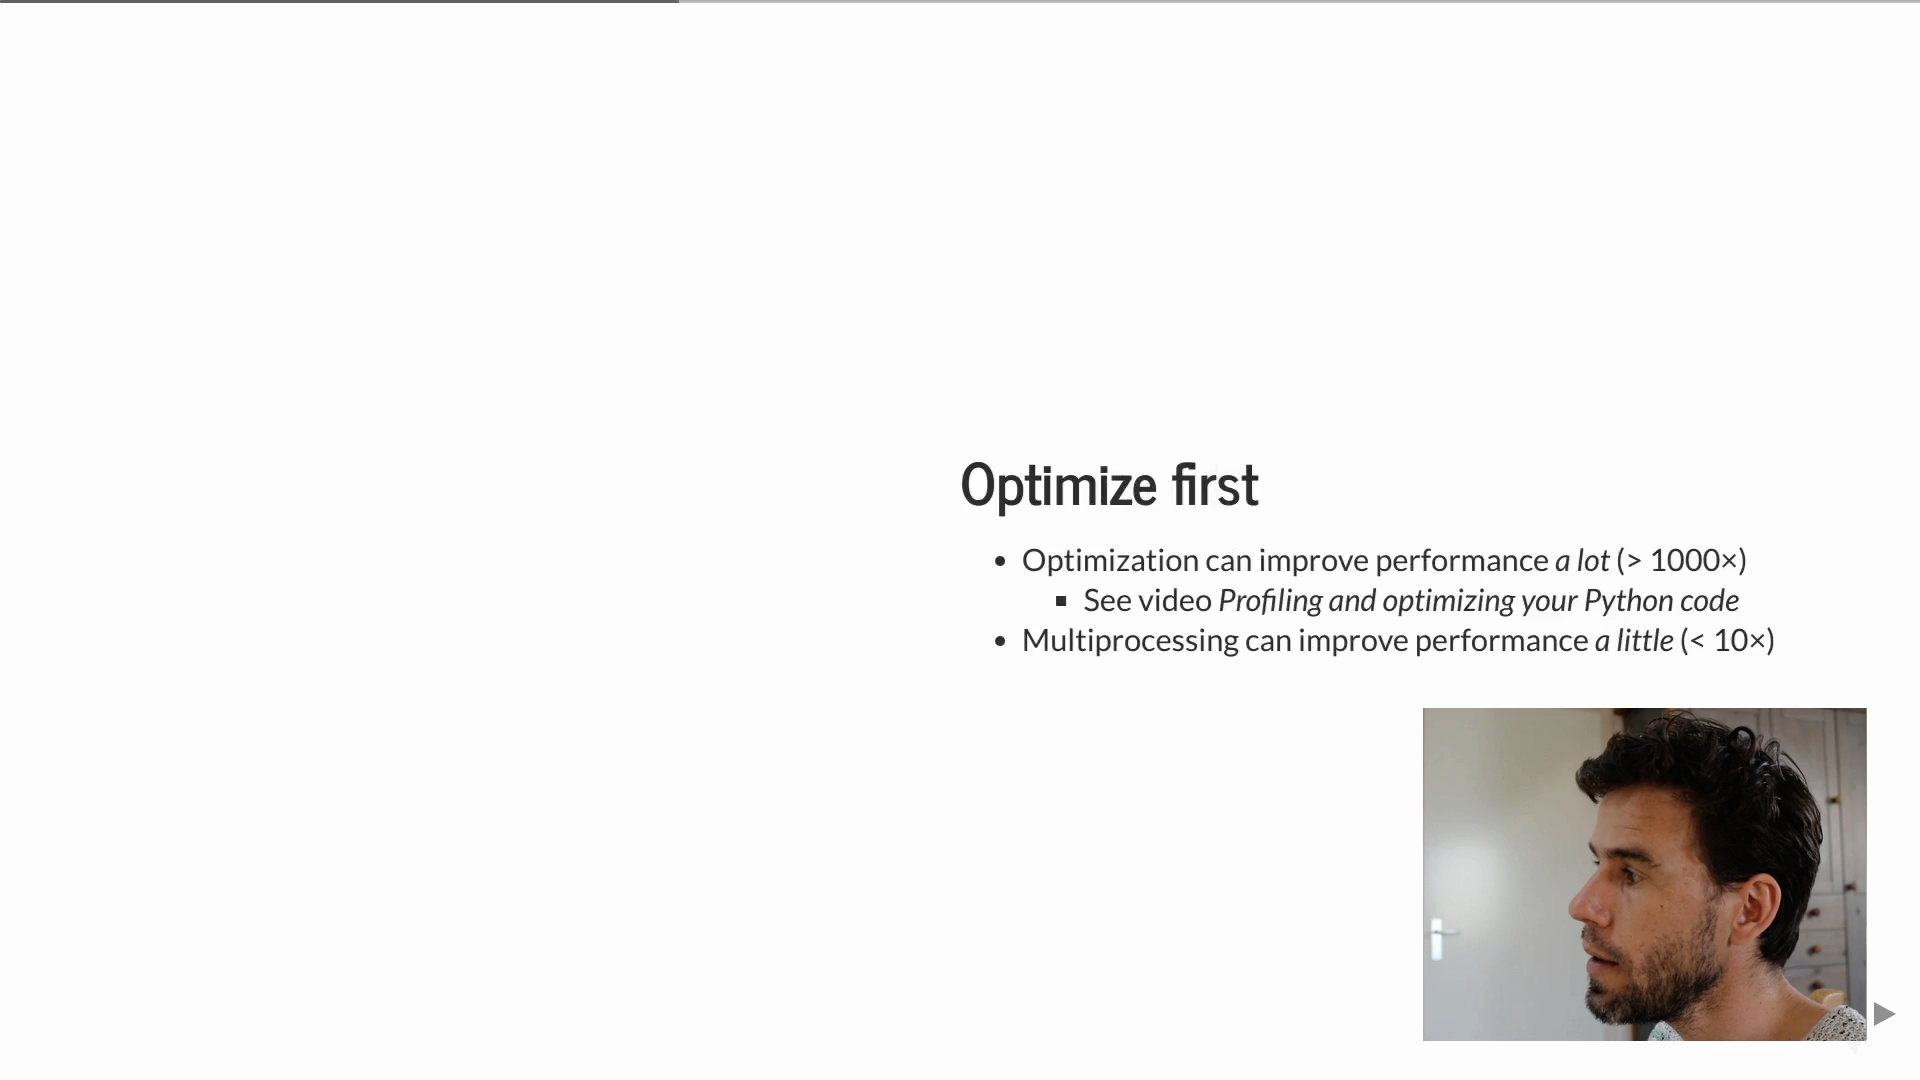 Optimize first
• Optimization can improve performance a lot (> 1000×)
▪ See video Profiling and optimizing your Python code
• Multiprocessing can improve performance a little (< 10×)